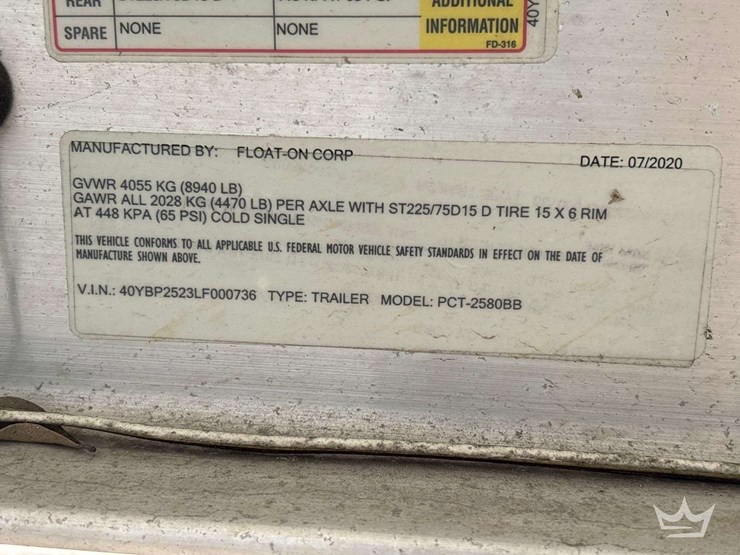 REAR
SPARE NONE NONE
ADDITIONAL
INFORMATION
FD-316
40Y
MANUFACTURED BY: FLOAT-ON CORP DATE: 07/2020
GVWR 4055 KG (8940 LB)
GAWR ALL 2028 KG (4470 LB) PER AXLE WITH ST225/75D15 D TIRE 15 X 6 RIM
AT 448 KPA (65 PSI) COLD SINGLE
THIS VEHICLE CONFORMS TO ALL APPLICABLE U.S. FEDERAL MOTOR VEHICLE SAFETY STANDARDS IN EFFECT ON THE DATE OF
MANUFACTURE SHOWN ABOVE.
V.I.N.: 40YBP2523LF000736 TYPE: TRAILER MODEL: PCT-2580BB